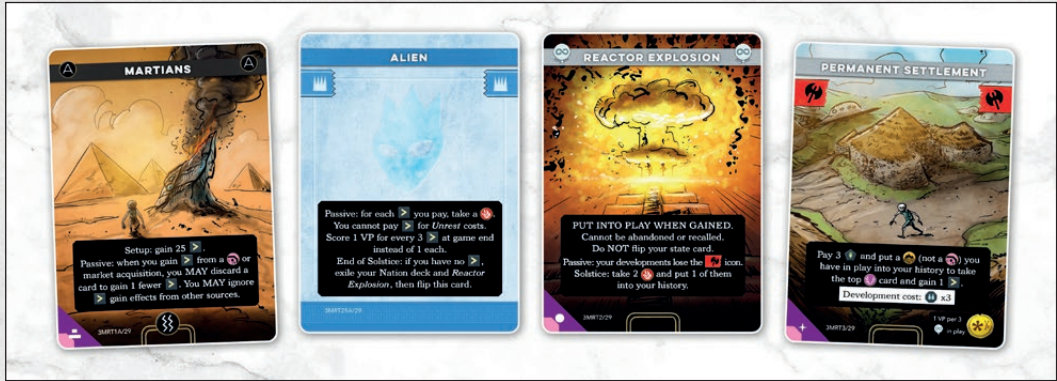 MARTIANS
Setup: gain 25 >.
Passive: when you gain > from a or
market acquisition, you MAY discard a
card to gain 1 fewer >. You MAY ignore
> gain effects from other sources.
3MRT1A/29
ALIEN
Passive: for each > you pay, take a .
You cannot pay > for Unrest costs.
Score 1 VP for every 3 > at game end
instead of 1 each.
End of Solstice: if you have no >,
exile your Nation deck and Reactor
Explosion, then flip this card.
REACTOR EXPLOSION
PUT INTO PLAY WHEN GAINED.
Cannot be abandoned or recalled.
Do NOT flip your state card.
Passive: your developments lose the icon.
Solstice: take 2 and put 1 of them
into your history.
3MRT2/29
PERMANENT SETTLEMENT
Pay 3 and put a (not a ) you
have in play into your history to take
the top card and gain 1 >.
Development cost: x3
3MRT3/29
1 VP per 3
in play